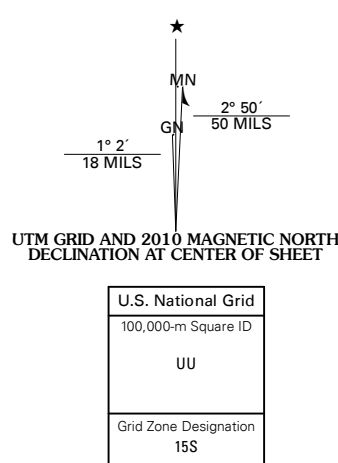 ★
MN
2° 50´
50 MILS
GN
1° 2´
18 MILS
UTM GRID AND 2010 MAGNETIC NORTH
DECLINATION AT CENTER OF SHEET
U.S. National Grid
100,000-m Square ID
UU
Grid Zone Designation
15S